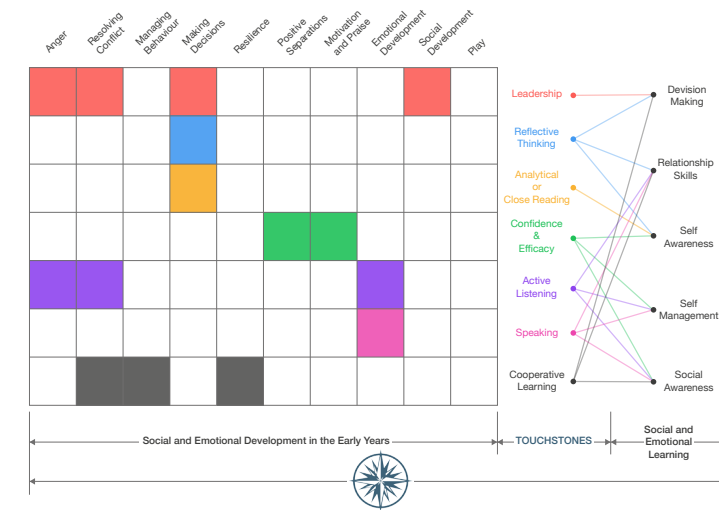 Anger
Resolving
Conflict
Managing
Behaviour
Making
Decisions
Resilience
Positive
Separations
Motivation
and Praise
Emotional
Development
Social
Development
Play
Leadership
Reflective
Thinking
Analytical
or
Close Reading
Confidence
&
Efficacy
Active
Listening
Speaking
Cooperative
Learning
Devision
Making
Relationship
Skills
Self
Awareness
Self
Management
Social
Awareness
Social and Emotional Development in the Early Years
TOUCHSTONES
Social and
Emotional
Learning